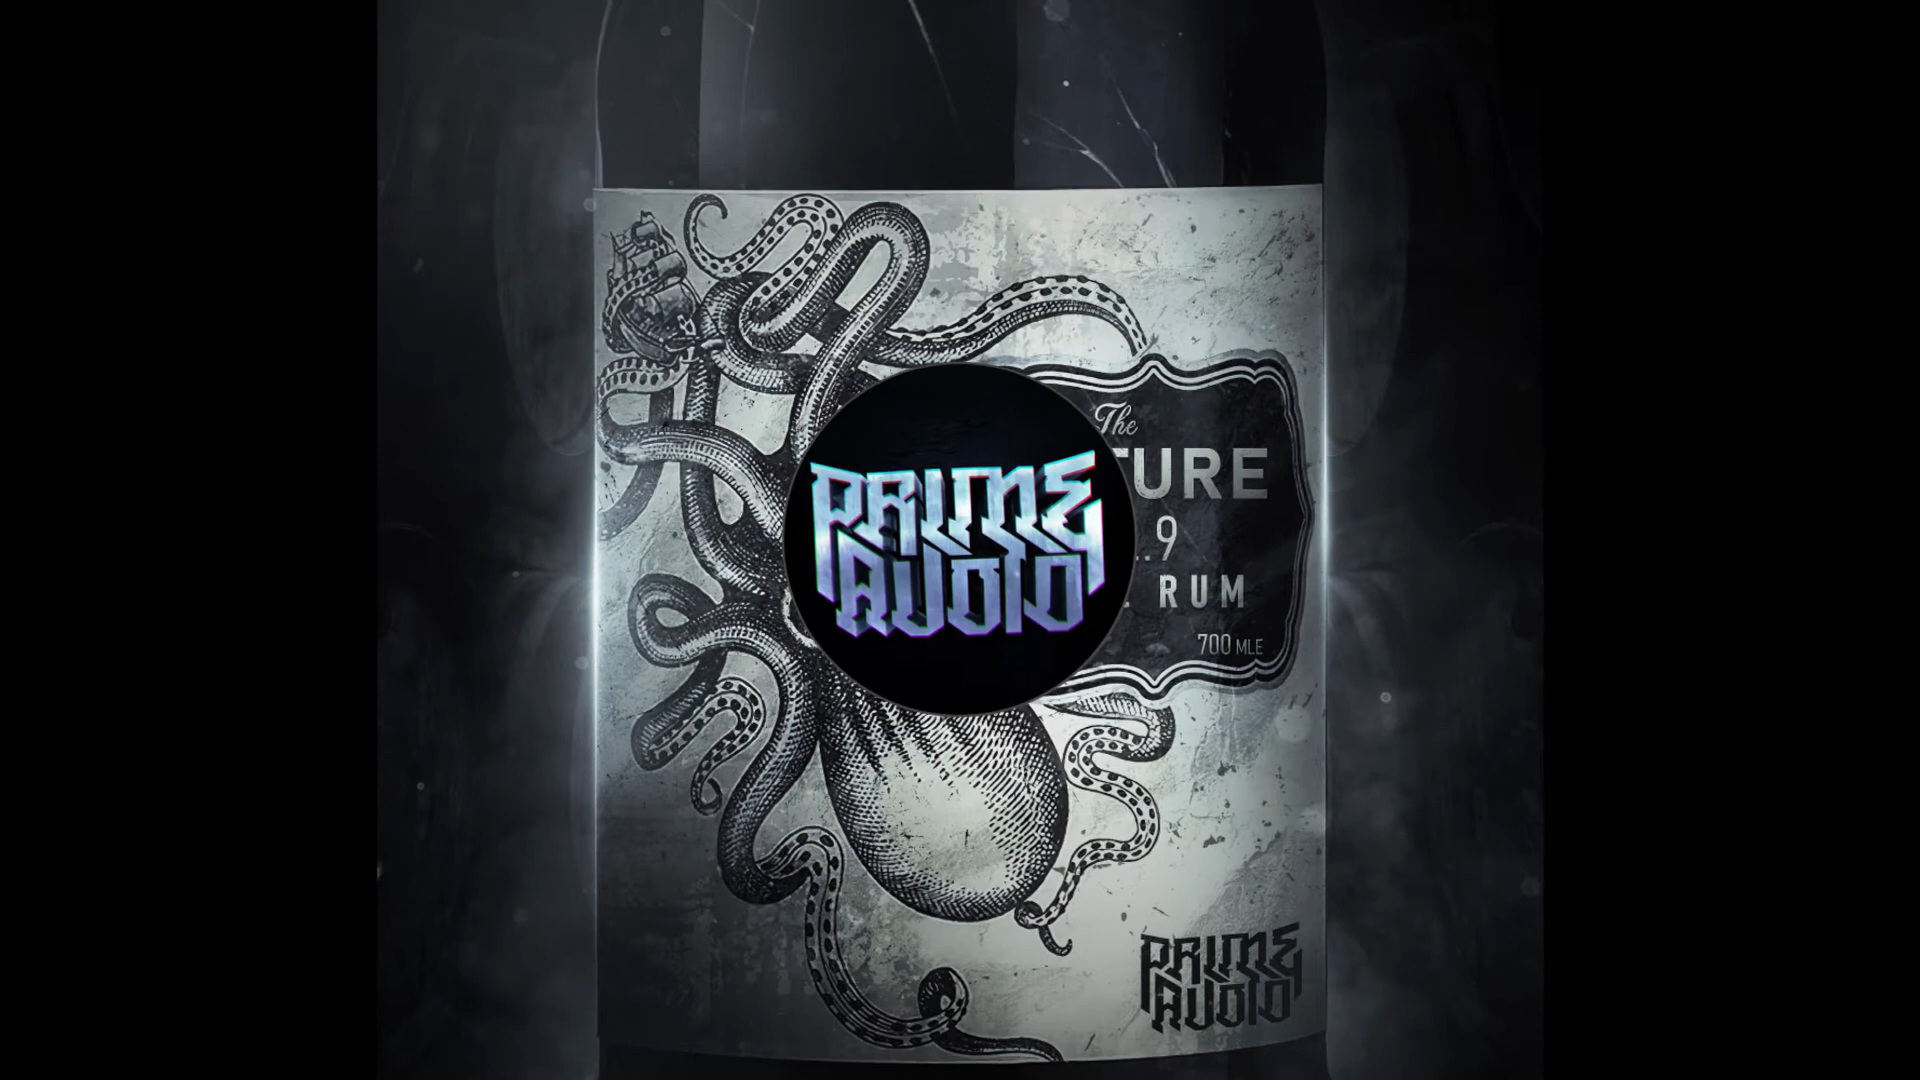 The
TURE
..9
. RUM
700 MLE
PRIME
AUDIO
PRIME
AUDIO